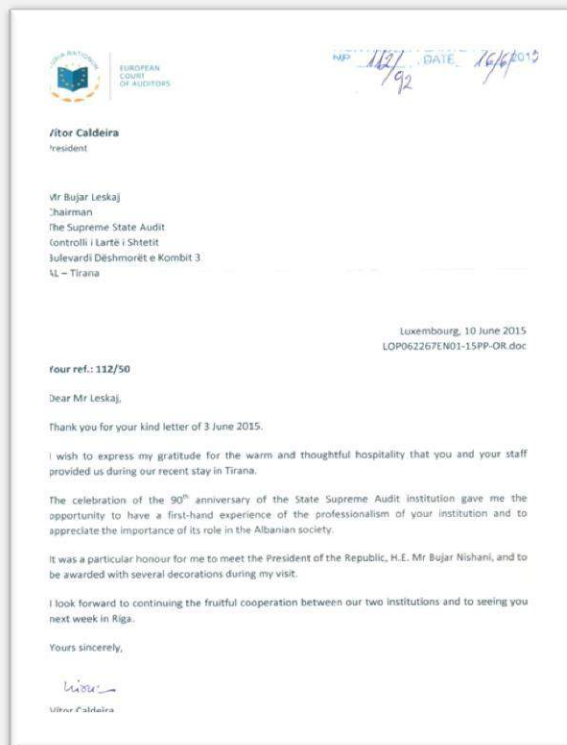 EUROPEAN
COURT
OF AUDITORS
NP 112/92 DATE 16/6/2015
Vítor Caldeira
President
Mr Bujar Leskaj
Chairman
The Supreme State Audit
Kontrolli i Lartë i Shtetit
Bulevardi Dëshmorët e Kombit 3
AL – Tirana
Luxembourg, 10 June 2015
LOP062267EN01-15PP-OR.doc
Your ref.: 112/50
Dear Mr Leskaj,
Thank you for your kind letter of 3 June 2015.
I wish to express my gratitude for the warm and thoughtful hospitality that you and your staff
provided us during our recent stay in Tirana.
The celebration of the 90th anniversary of the State Supreme Audit institution gave me the
opportunity to have a first-hand experience of the professionalism of your institution and to
appreciate the importance of its role in the Albanian society.
It was a particular honour for me to meet the President of the Republic, H.E. Mr Bujar Nishani, and to
be awarded with several decorations during my visit.
I look forward to continuing the fruitful cooperation between our two institutions and to seeing you
next week in Riga.
Yours sincerely,
Vítor Caldeira